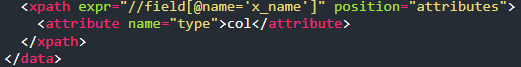 <xpath expr="//field[@name='x_name']" position="attributes">
<attribute name="type">col</attribute>
</xpath>
</data>